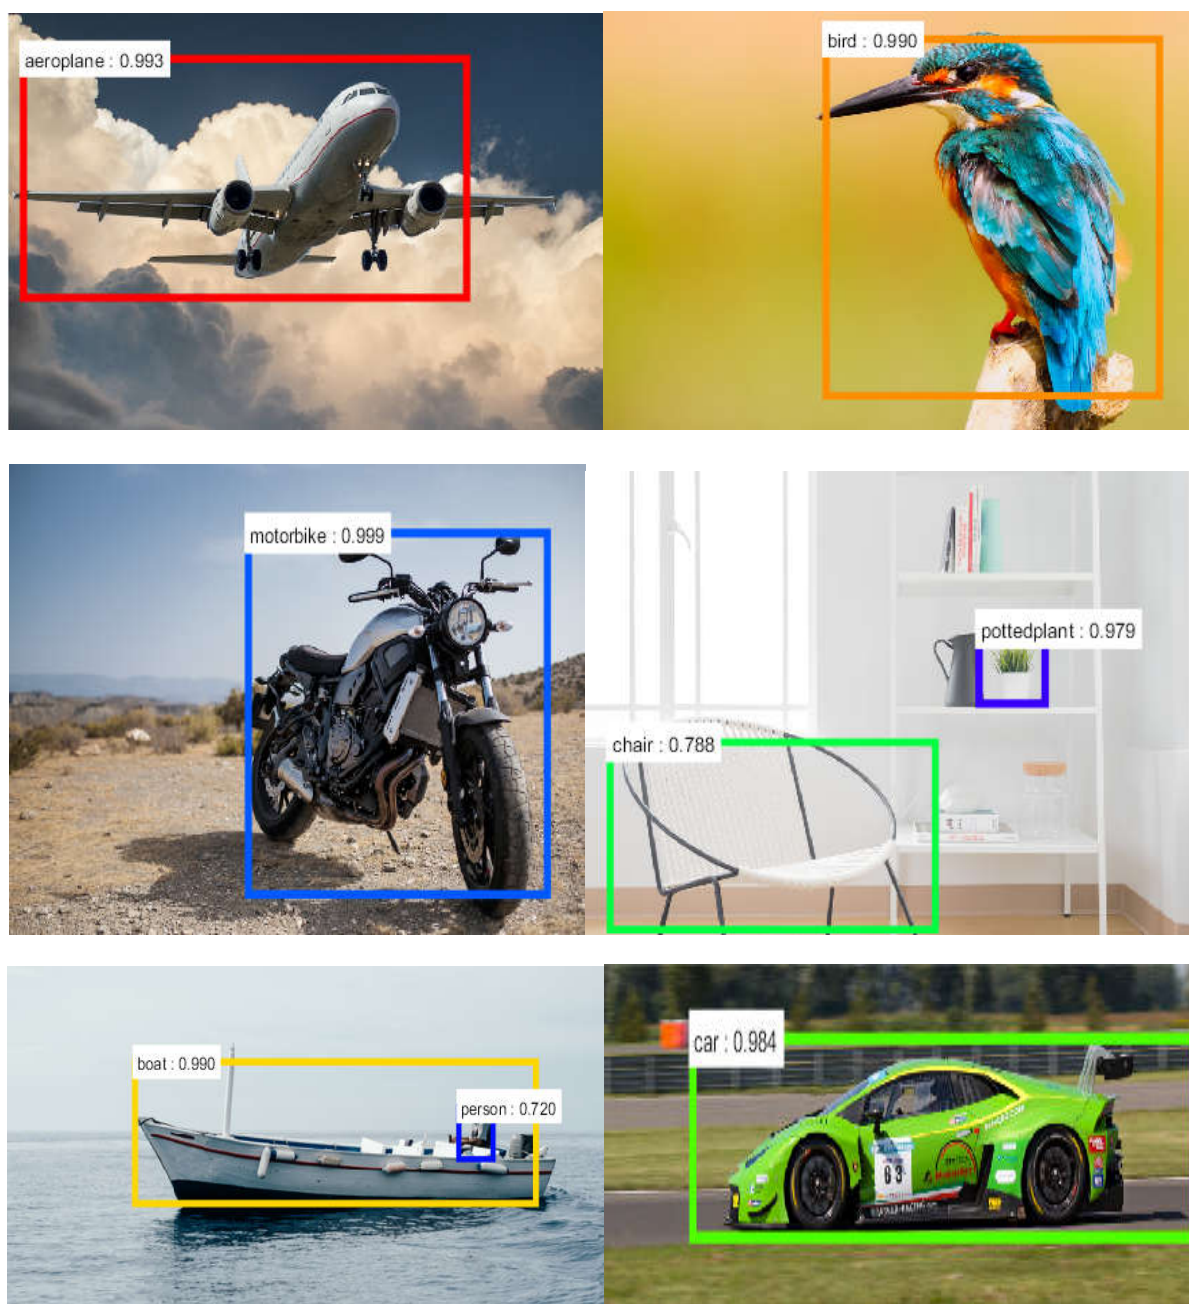 aeroplane : 0.993
bird : 0.990
motorbike : 0.999
pottedplant : 0.979
chair : 0.788
boat : 0.990
person : 0.720
car : 0.984
63